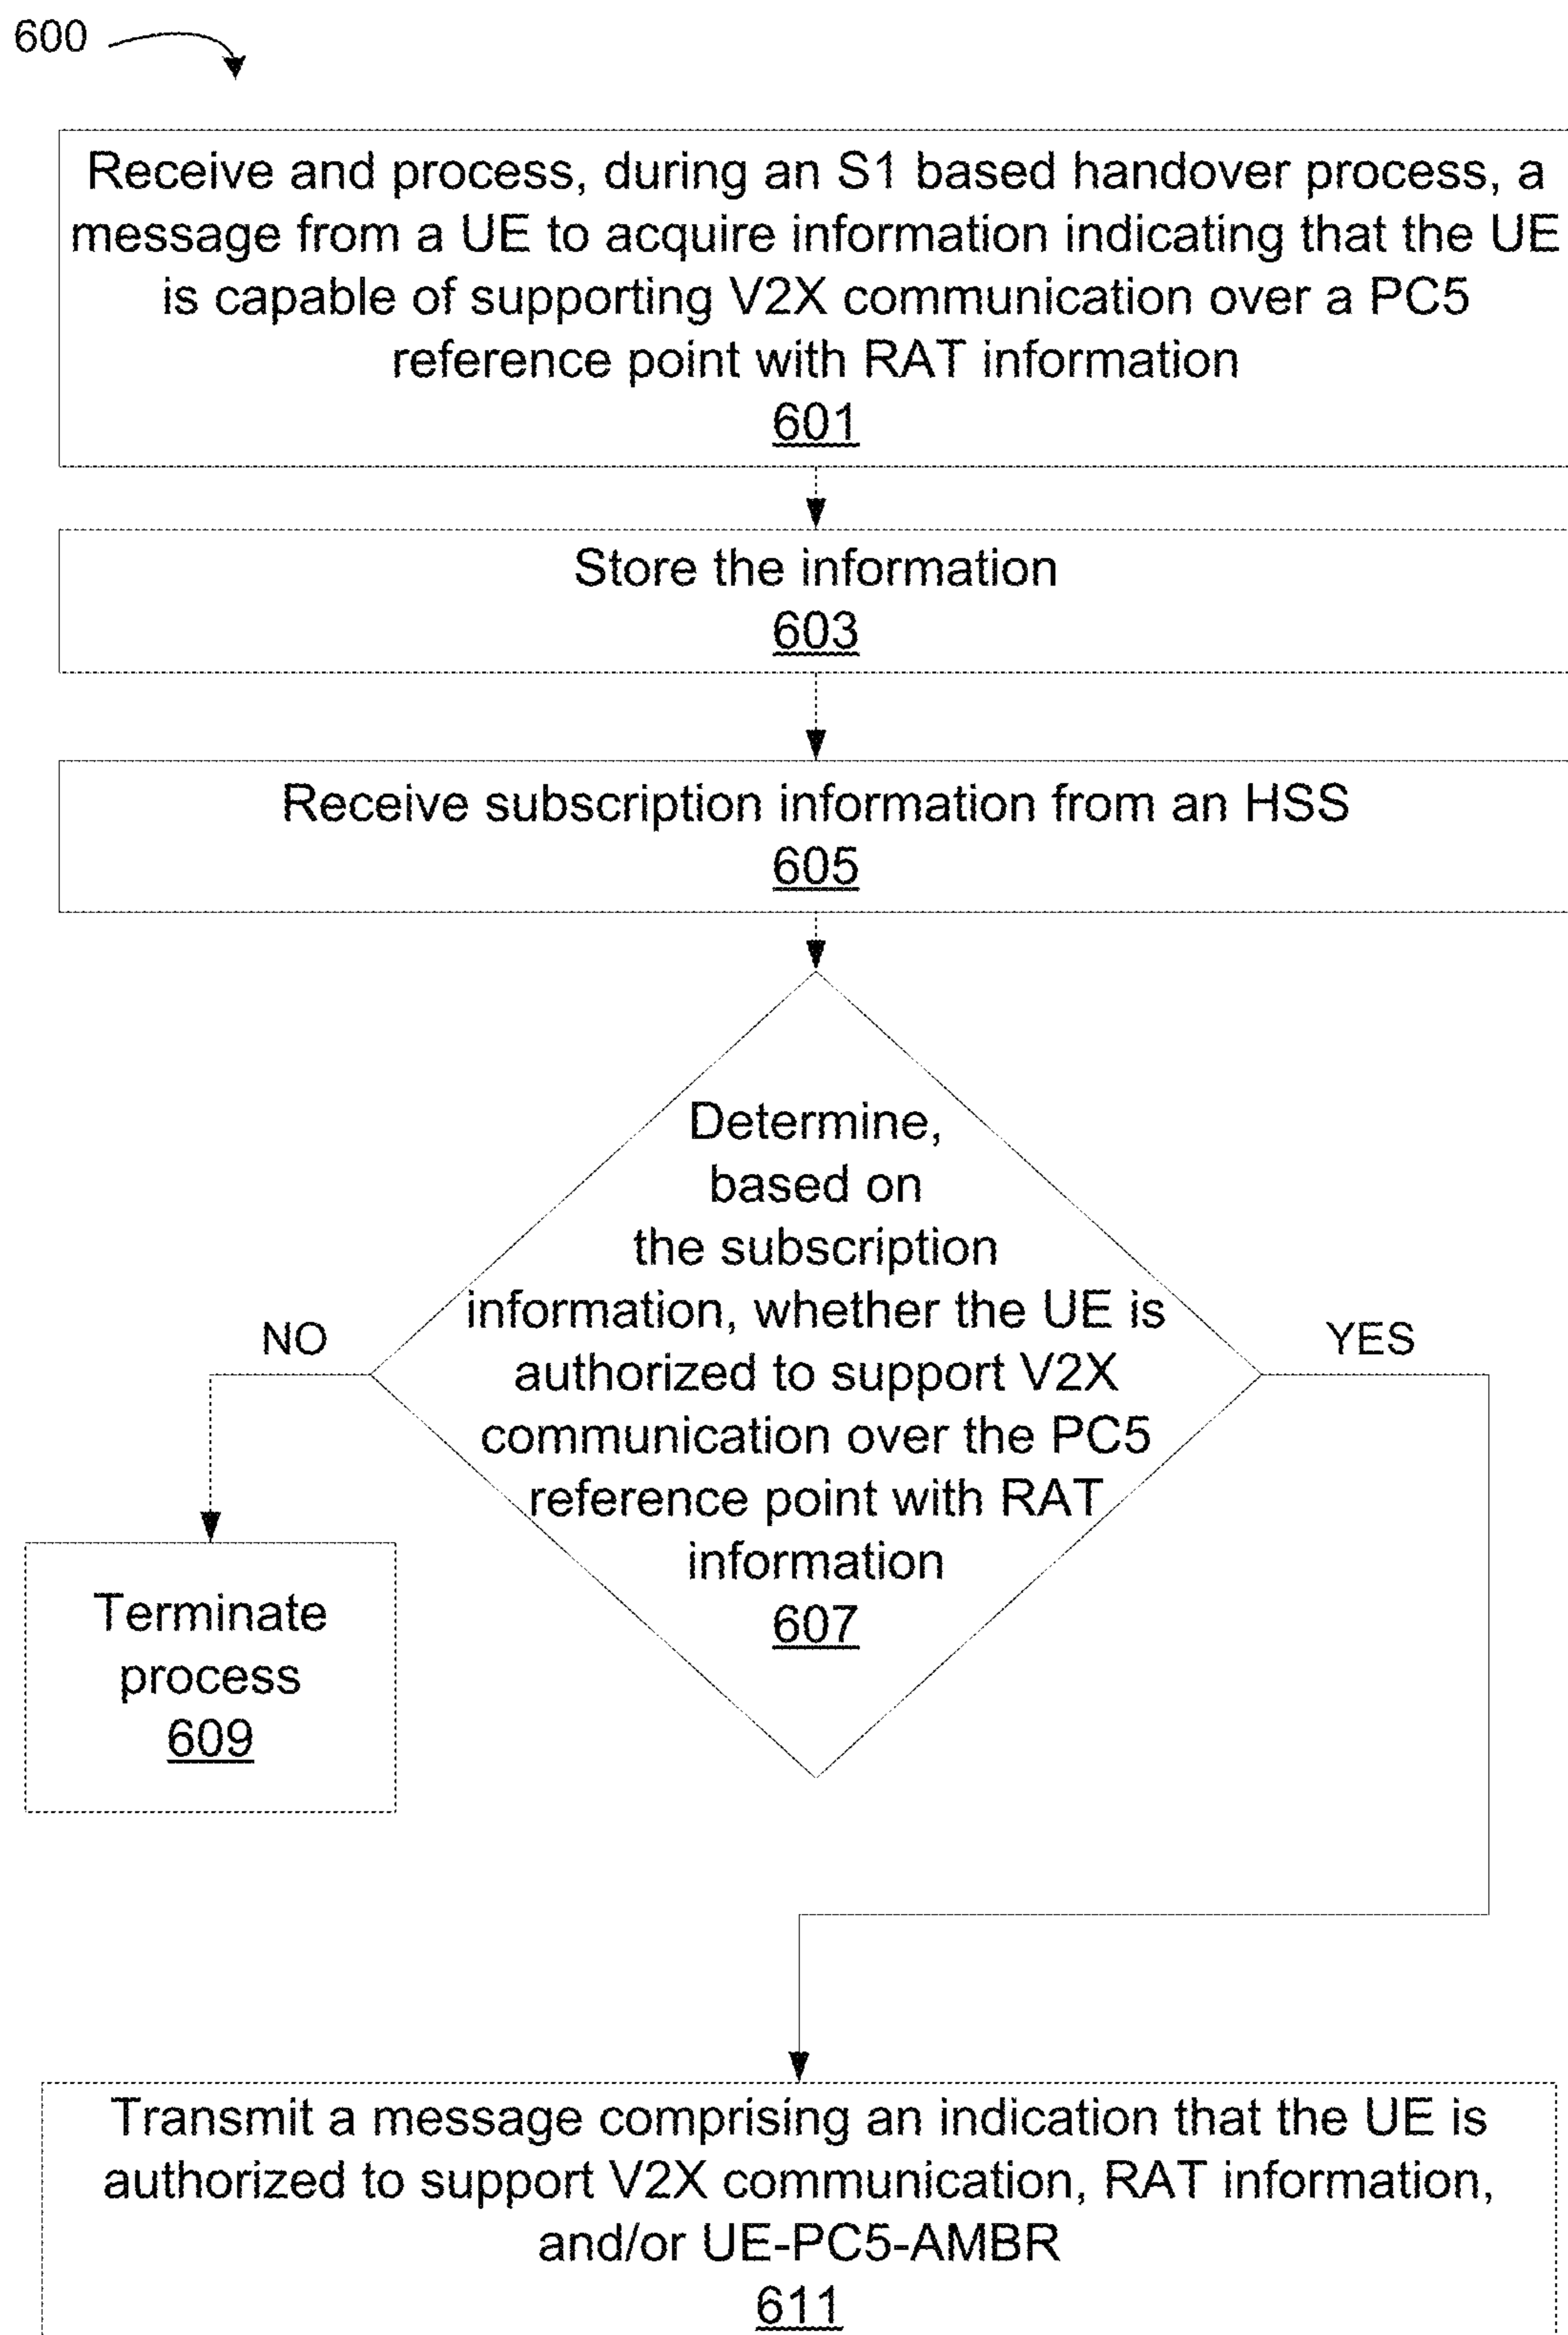 600
Receive and process, during an S1 based handover process, a
message from a UE to acquire information indicating that the UE
is capable of supporting V2X communication over a PC5
reference point with RAT information
601
Store the information
603
Receive subscription information from an HSS
605
Determine,
based on
the subscription
information, whether the UE is
authorized to support V2X
communication over the PC5
reference point with RAT
information
607
NO
YES
Terminate
process
609
Transmit a message comprising an indication that the UE is
authorized to support V2X communication, RAT information,
and/or UE-PC5-AMBR
611